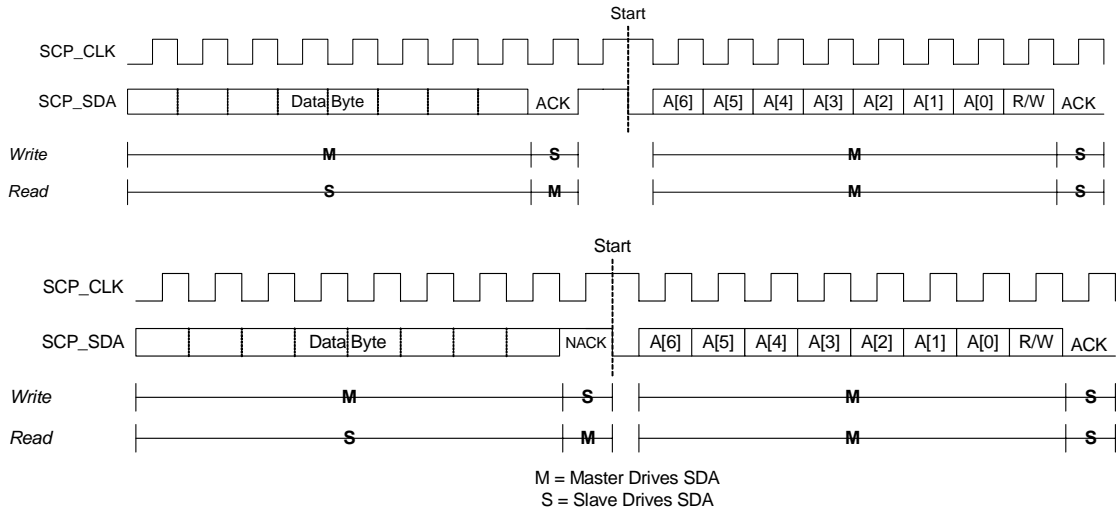 Start
SCP_CLK
SCP_SDA Data Byte ACK A[6] A[5] A[4] A[3] A[2] A[1] A[0] R/W ACK
Write M S M S
Read S M M S
Start
SCP_CLK
SCP_SDA Data Byte NACK A[6] A[5] A[4] A[3] A[2] A[1] A[0] R/W ACK
Write M S M S
Read S M M S
M = Master Drives SDA
S = Slave Drives SDA